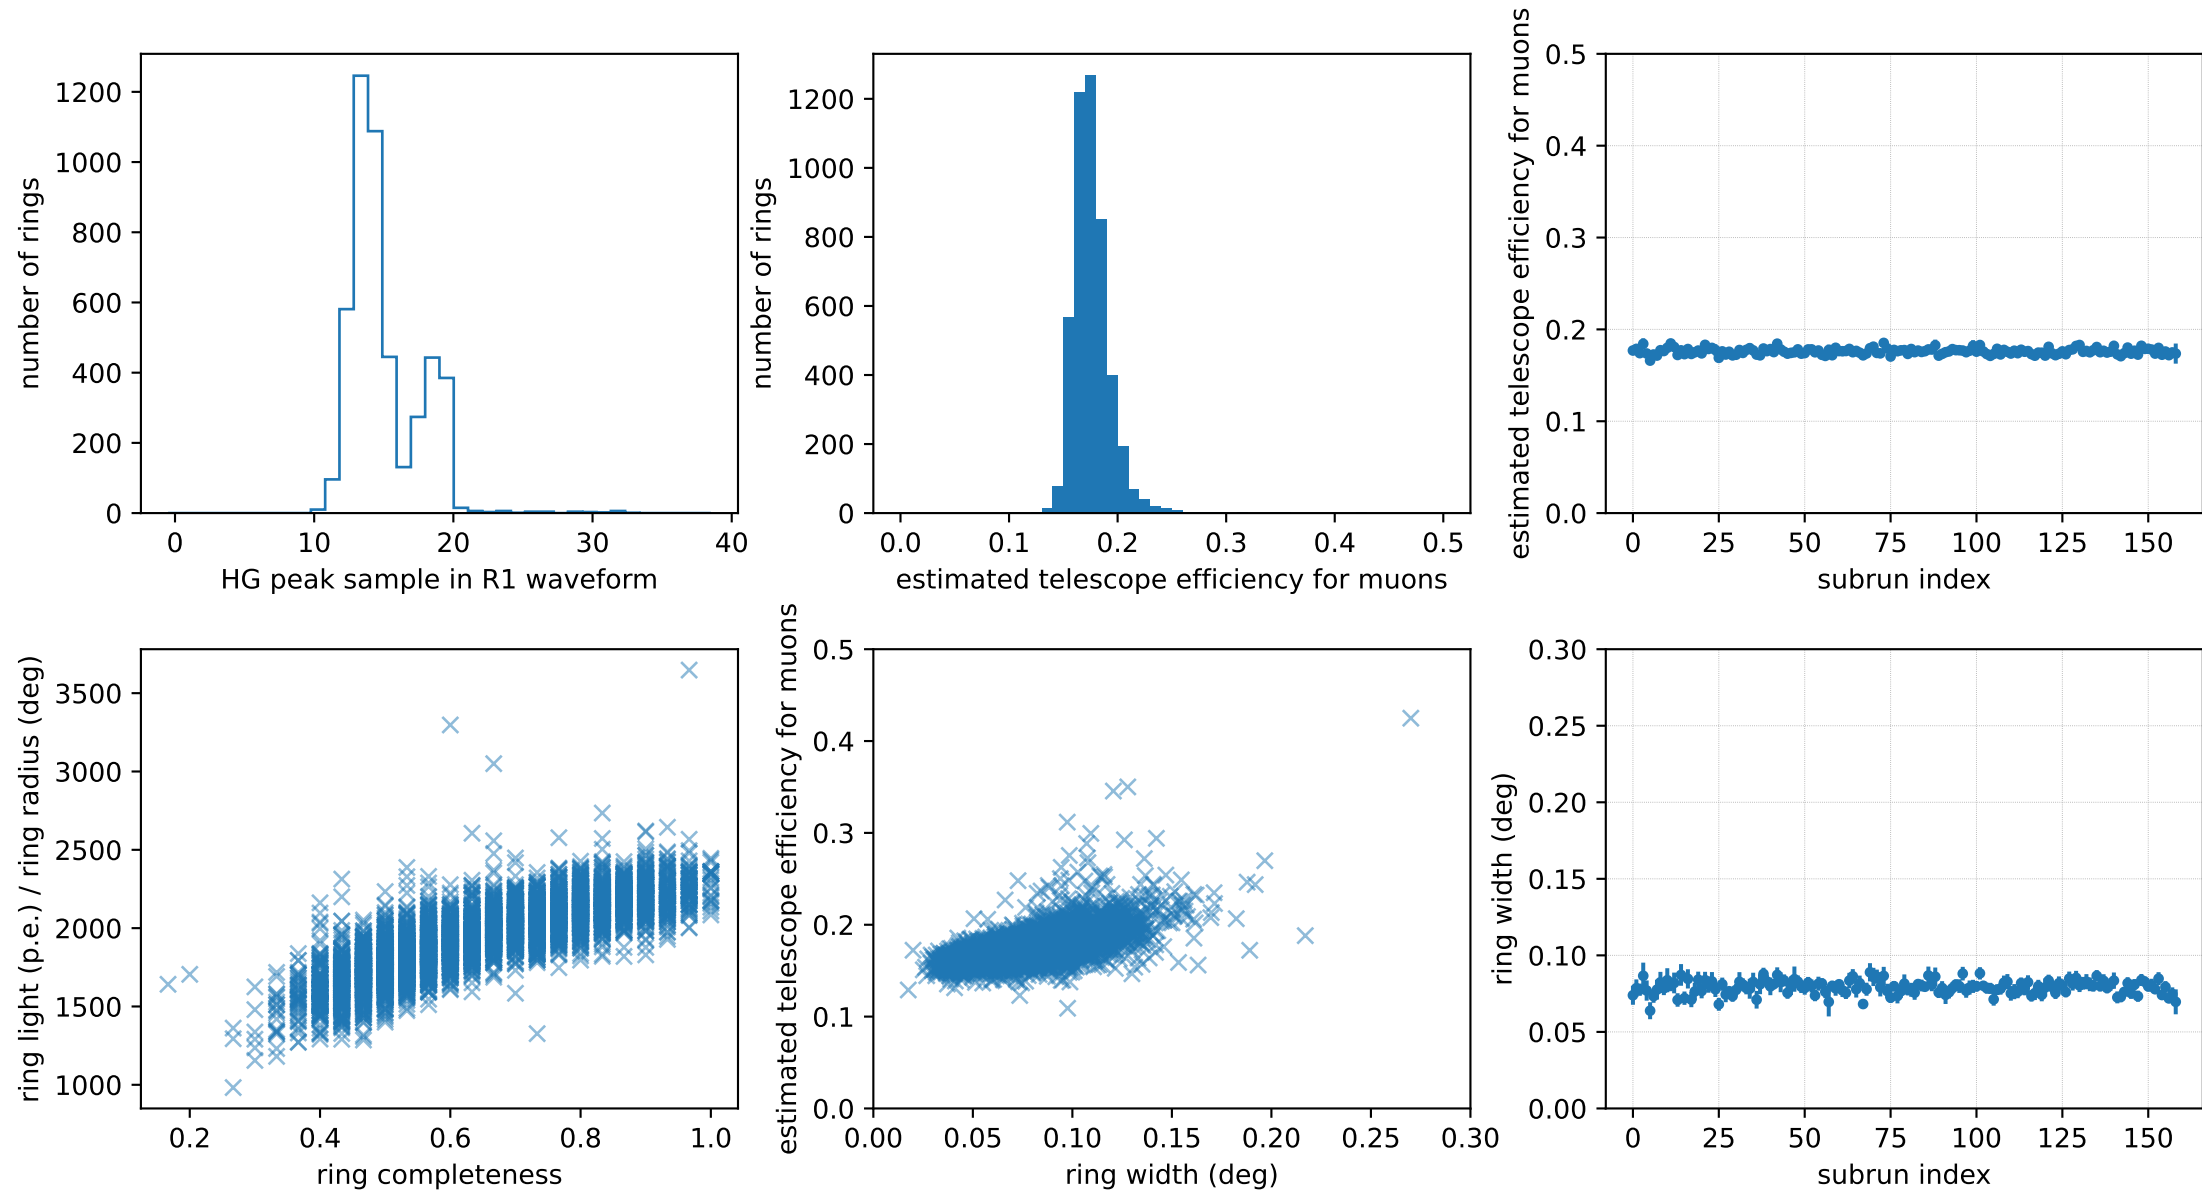 number of rings
1200
1000
800
600
400
200
0
0 10 20 30 40
HG peak sample in R1 waveform
number of rings
1200
1000
800
600
400
200
0
0.0 0.1 0.2 0.3 0.4 0.5
estimated telescope efficiency for muons
estimated telescope efficiency for muons
0.5
0.4
0.3
0.2
0.1
0.0
0 25 50 75 100 125 150
subrun index
ring light (p.e.) / ring radius (deg)
3500
3000
2500
2000
1500
1000
0.2 0.4 0.6 0.8 1.0
ring completeness
estimated telescope efficiency for muons
0.5
0.4
0.3
0.2
0.1
0.0
0.00 0.05 0.10 0.15 0.20 0.25 0.30
ring width (deg)
ring width (deg)
0.30
0.25
0.20
0.15
0.10
0.05
0.00
0 25 50 75 100 125 150
subrun index